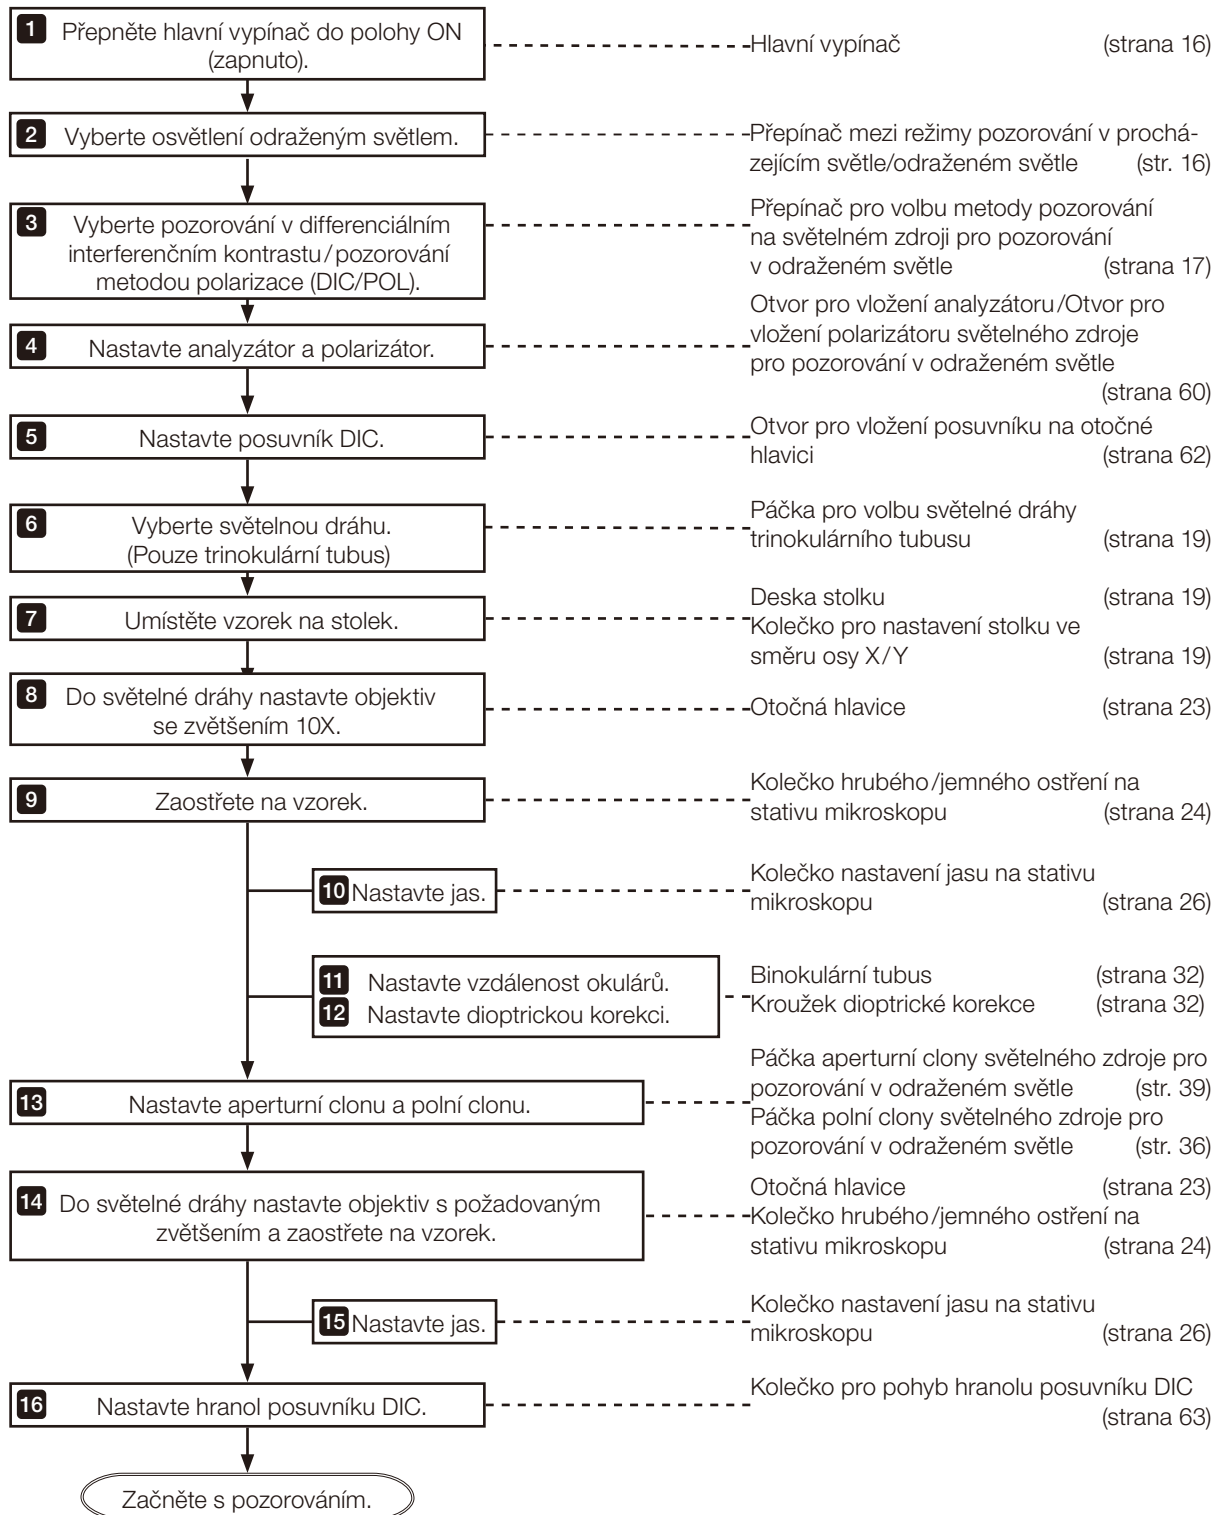 1 Přepněte hlavní vypínač do polohy ON
(zapnuto).
Hlavní vypínač (strana 16)
2 Vyberte osvětlení odraženým světlem.
Přepínač mezi režimy pozorování v prochá-
zejícím světle/odraženém světle (str. 16)
3 Vyberte pozorování v differenciálním
interferenčním kontrastu/pozorování
metodou polarizace (DIC/POL).
Přepínač pro volbu metody pozorování
na světelném zdroji pro pozorování
v odraženém světle (strana 17)
4 Nastavte analyzátor a polarizátor.
Otvor pro vložení analyzátoru/Otvor pro
vložení polarizátoru světelného zdroje
pro pozorování v odraženém světle
(strana 60)
5 Nastavte posuvník DIC.
Otvor pro vložení posuvníku na otočné
hlavici (strana 62)
6 Vyberte světelnou dráhu.
(Pouze trinokulární tubus)
Páčka pro volbu světelné dráhy
trinokulárního tubusu (strana 19)
7 Umístěte vzorek na stolek.
Deska stolku (strana 19)
Kolečko pro nastavení stolku ve
směru osy X/Y (strana 19)
8 Do světelné dráhy nastavte objektiv
se zvětšením 10X.
Otočná hlavice (strana 23)
9 Zaostřete na vzorek.
Kolečko hrubého/jemného ostření na
stativu mikroskopu (strana 24)
10 Nastavte jas.
Kolečko nastavení jasu na stativu
mikroskopu (strana 26)
11 Nastavte vzdálenost okulárů.
12 Nastavte dioptrickou korekci.
Binokulární tubus (strana 32)
Kroužek dioptrické korekce (strana 32)
13 Nastavte aperturní clonu a polní clonu.
Páčka aperturní clony světelného zdroje pro
pozorování v odraženém světle (str. 39)
Páčka polní clony světelného zdroje pro
pozorování v odraženém světle (str. 36)
14 Do světelné dráhy nastavte objektiv s požadovaným
zvětšením a zaostřete na vzorek.
Otočná hlavice (strana 23)
Kolečko hrubého/jemného ostření na
stativu mikroskopu (strana 24)
15 Nastavte jas.
Kolečko nastavení jasu na stativu
mikroskopu (strana 26)
16 Nastavte hranol posuvníku DIC.
Kolečko pro pohyb hranolu posuvníku DIC
(strana 63)
Začněte s pozorováním.